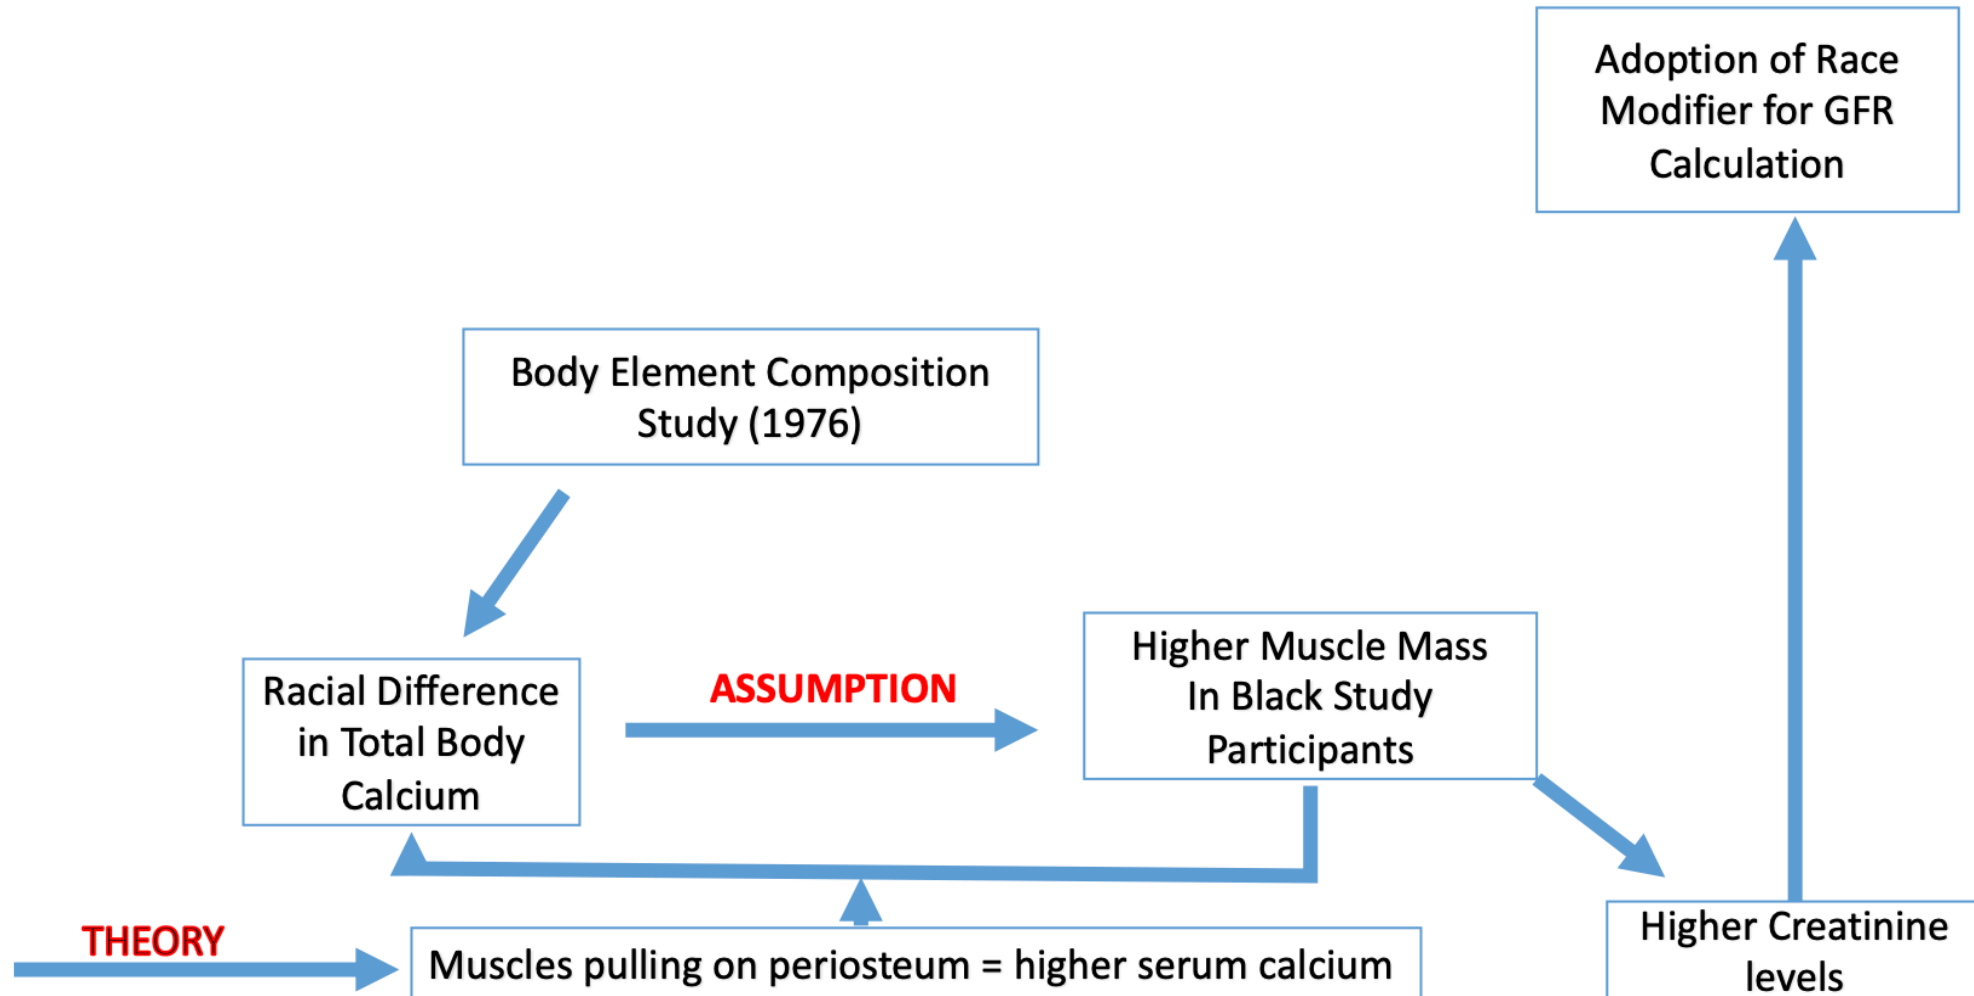 Adoption of Race
Modifier for GFR
Calculation
Body Element Composition
Study (1976)
Racial Difference
in Total Body
Calcium
ASSUMPTION
Higher Muscle Mass
In Black Study
Participants
THEORY
Muscles pulling on periosteum = higher serum calcium
Higher Creatinine
levels